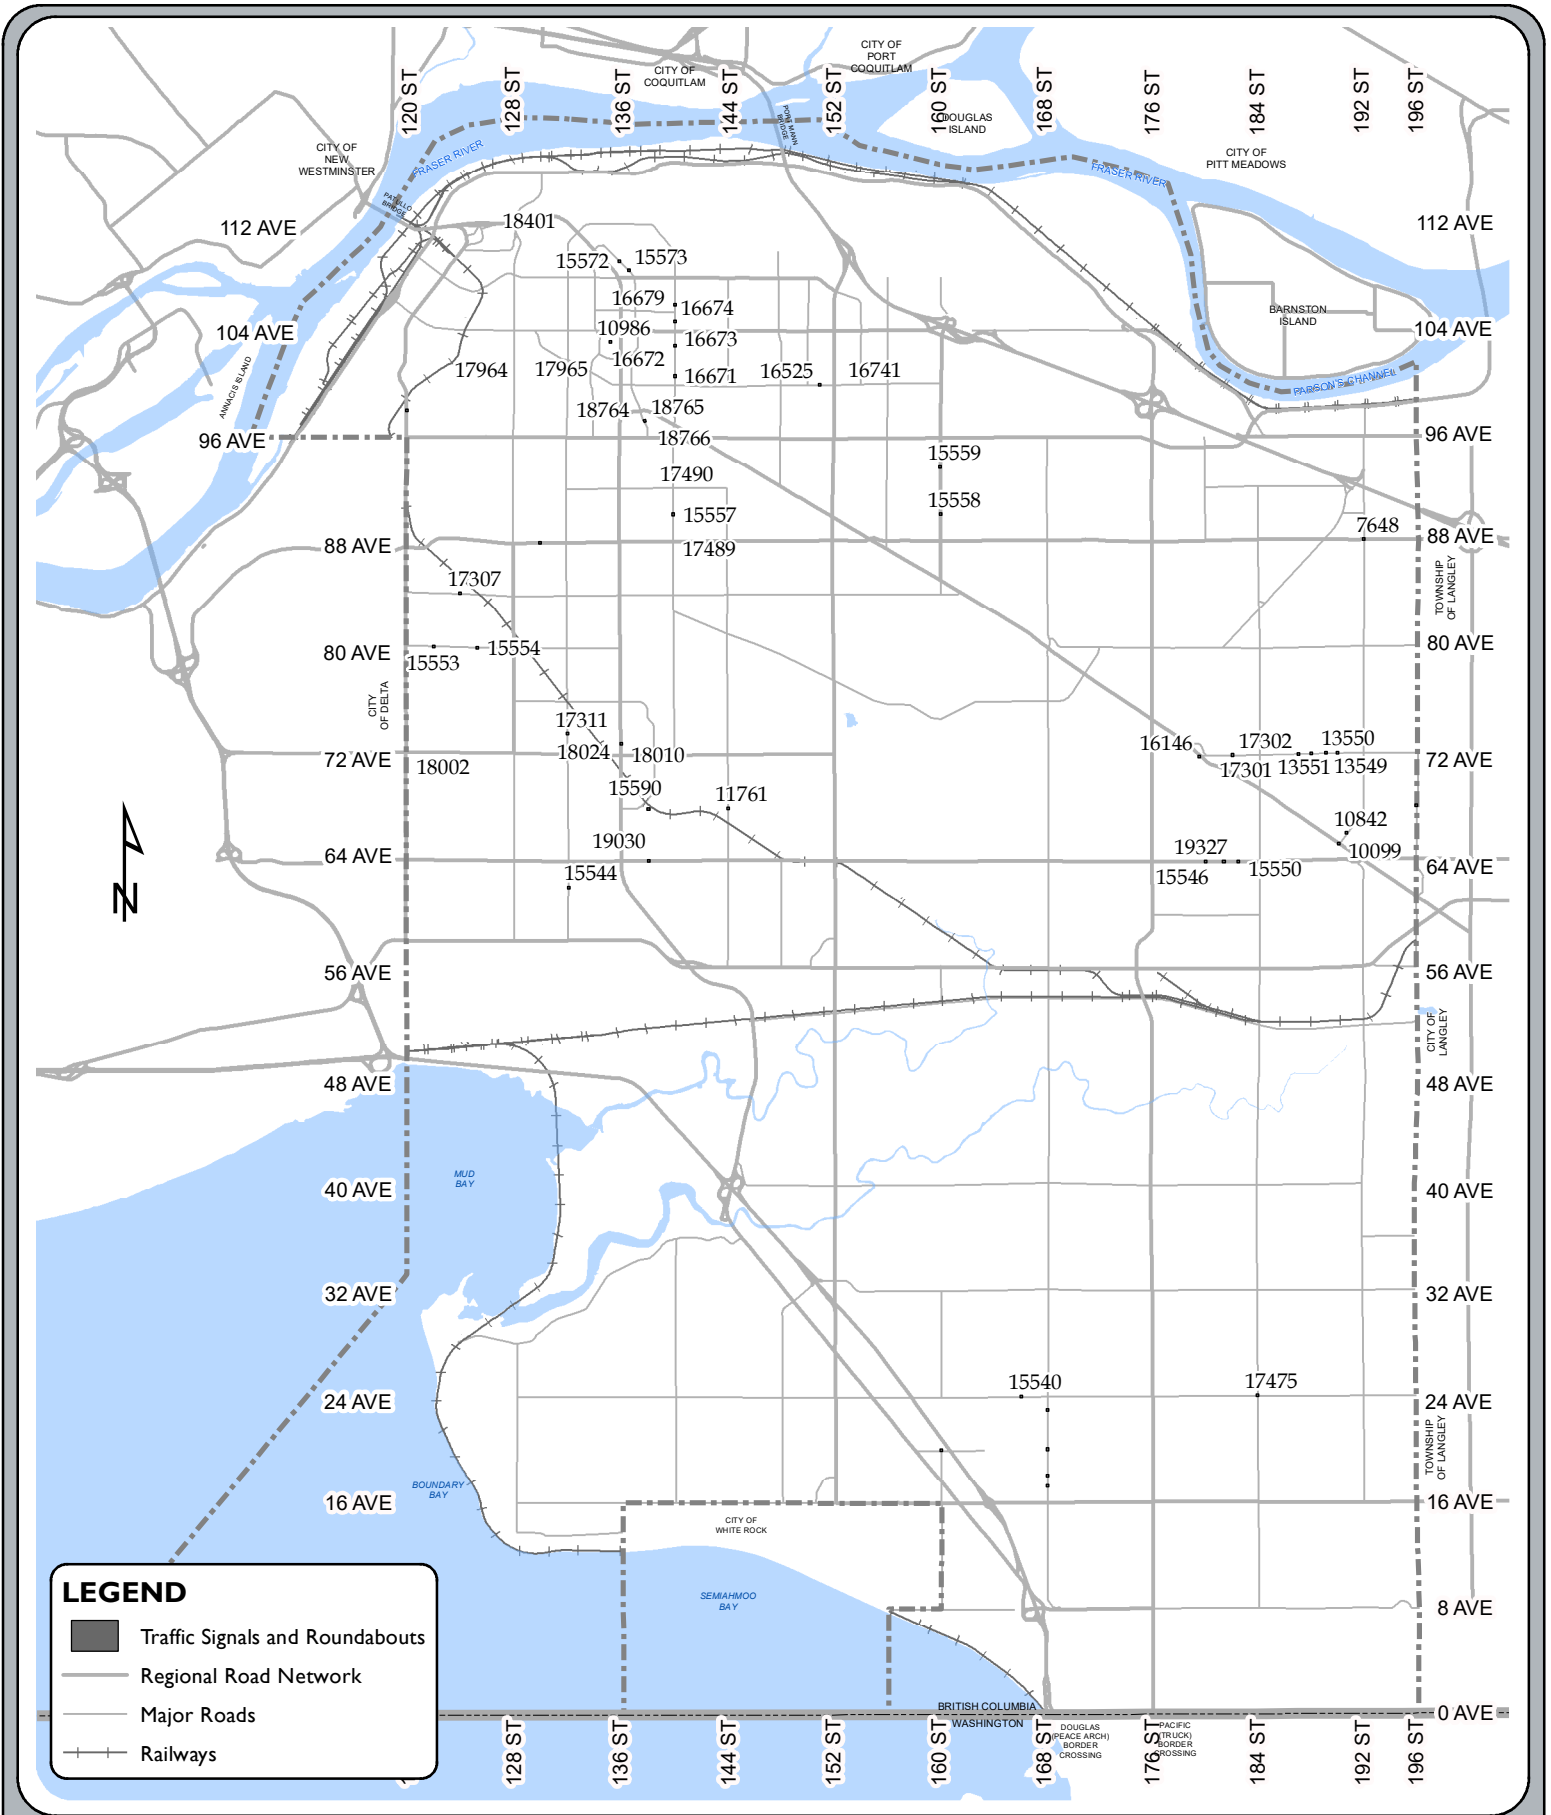 CITY OF
PORT
COQUITLAM
CITY OF
COQUITLAM
120 ST
128 ST
136 ST
144 ST
152 ST
160 ST
168 ST
176 ST
184 ST
192 ST
196 ST
PORT MANN
BRIDGE
DOUGLAS
ISLAND
CITY OF
NEW
WESTMINSTER
FRASER RIVER
CITY OF
PITT MEADOWS
FRASER RIVER
PATULLO
BRIDGE
112 AVE
18401
112 AVE
15572
15573
16679
16674
BARNSTON
ISLAND
104 AVE
10986
16673
104 AVE
16672
17964
17965
16671
16525
16741
PARSON'S CHANNEL
ANNACIS ISLAND
18764
18765
96 AVE
18766
96 AVE
15559
17490
15558
15557
7648
88 AVE
17489
88 AVE
17307
TOWNSHIP
OF LANGLEY
80 AVE
15553
15554
80 AVE
CITY
OF DELTA
17311
16146
17302
13550
72 AVE
18002
18024
18010
17301
13551
13549
72 AVE
15590
11761
10842
19030
19327
10099
64 AVE
15544
15546
15550
64 AVE
N
56 AVE
56 AVE
CITY OF
LANGLEY
48 AVE
48 AVE
MUD
BAY
40 AVE
40 AVE
32 AVE
32 AVE
15540
17475
24 AVE
24 AVE
TOWNSHIP
OF LANGLEY
BOUNDARY
BAY
16 AVE
16 AVE
CITY OF
WHITE ROCK
SEMIAHMOO
BAY
8 AVE
LEGEND
Traffic Signals and Roundabouts
Regional Road Network
Major Roads
Railways
BRITISH COLUMBIA
WASHINGTON
0 AVE
128 ST
136 ST
144 ST
152 ST
160 ST
168 ST
DOUGLAS
(PEACE ARCH)
BORDER
CROSSING
176 ST
PACIFIC
(TRUCK)
BORDER
CROSSING
184 ST
192 ST
196 ST